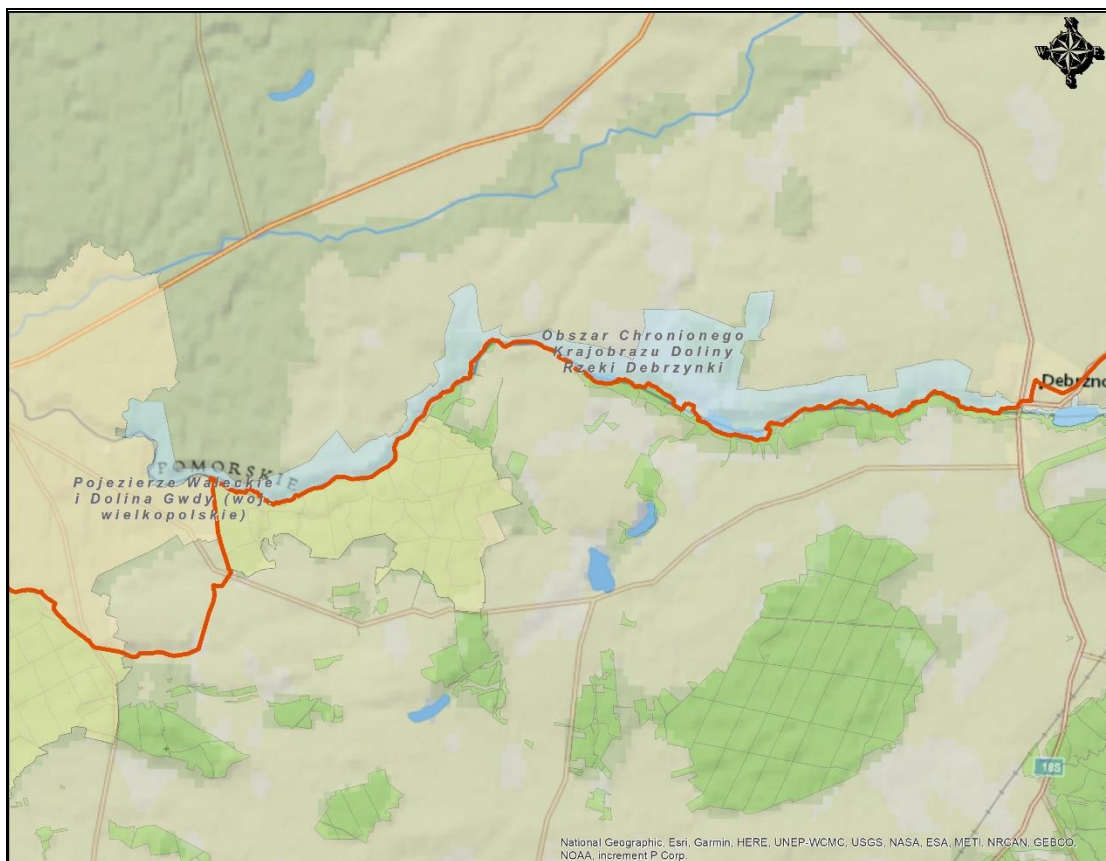 Obszar Chronionego
Krajobrazu Doliny
Rzeki Debrzynki
Debrzno
POMORSKIE
Pojezierze Wałeckie
i Dolina Gwdy (woj.
wielkopolskie)
188
National Geographic, Esri, Garmin, HERE, UNEP-WCMC, USGS, NASA, ESA, METI, NRCAN, GEBCO,
NOAA, increment P Corp.